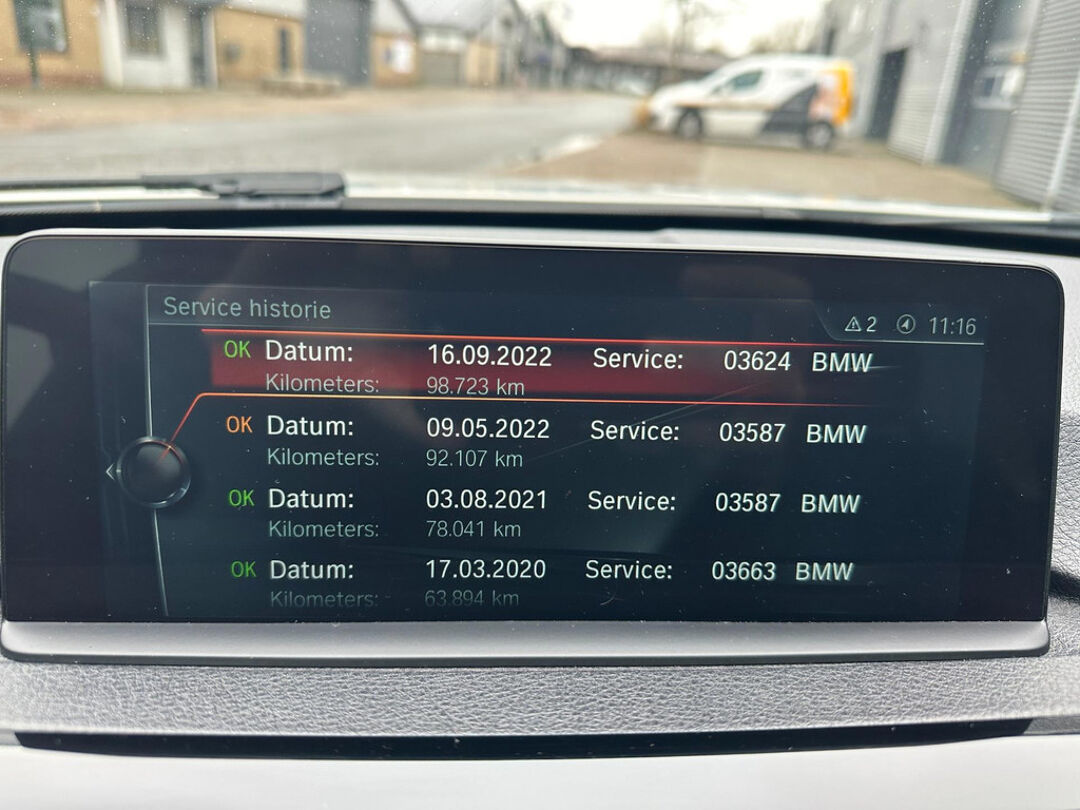 Service historie
2 11:16
OK Datum: 16.09.2022 Service: 03624 BMW
Kilometers: 98.723 km
OK Datum: 09.05.2022 Service: 03587 BMW
Kilometers: 92.107 km
OK Datum: 03.08.2021 Service: 03587 BMW
Kilometers: 78.041 km
OK Datum: 17.03.2020 Service: 03663 BMW
Kilometers: 63.894 km